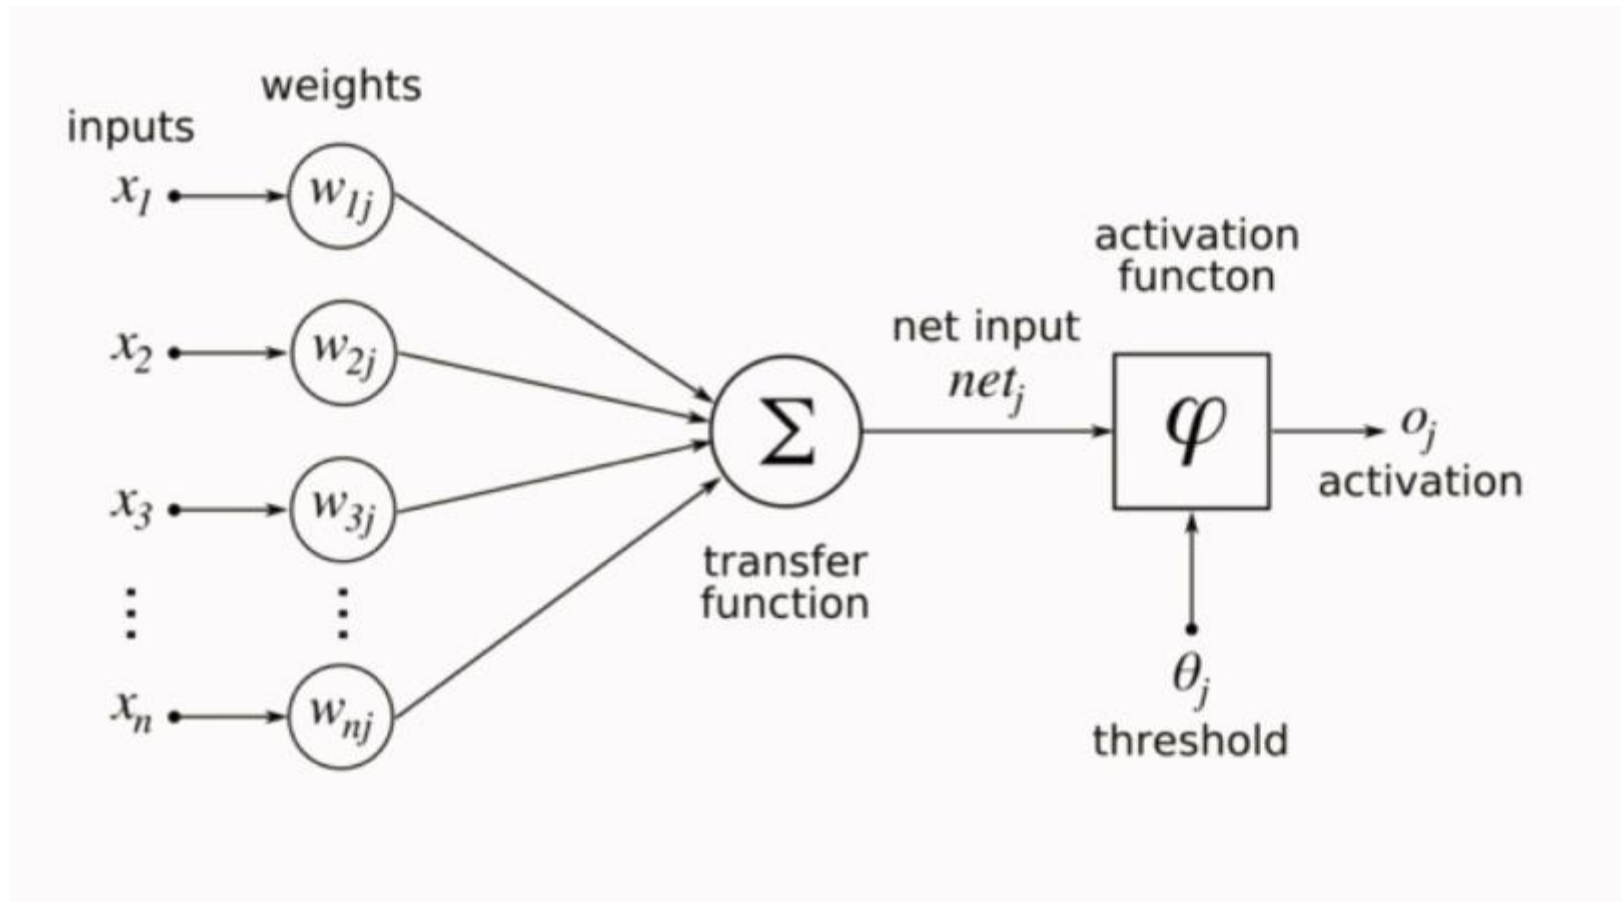 weights
inputs
x1
w1j
x2
w2j
x3
w3j
⋮ ⋮
xn
wnj
Σ
transfer
function
net input
netj
activation
functon
φ
oj
activation
θj
threshold